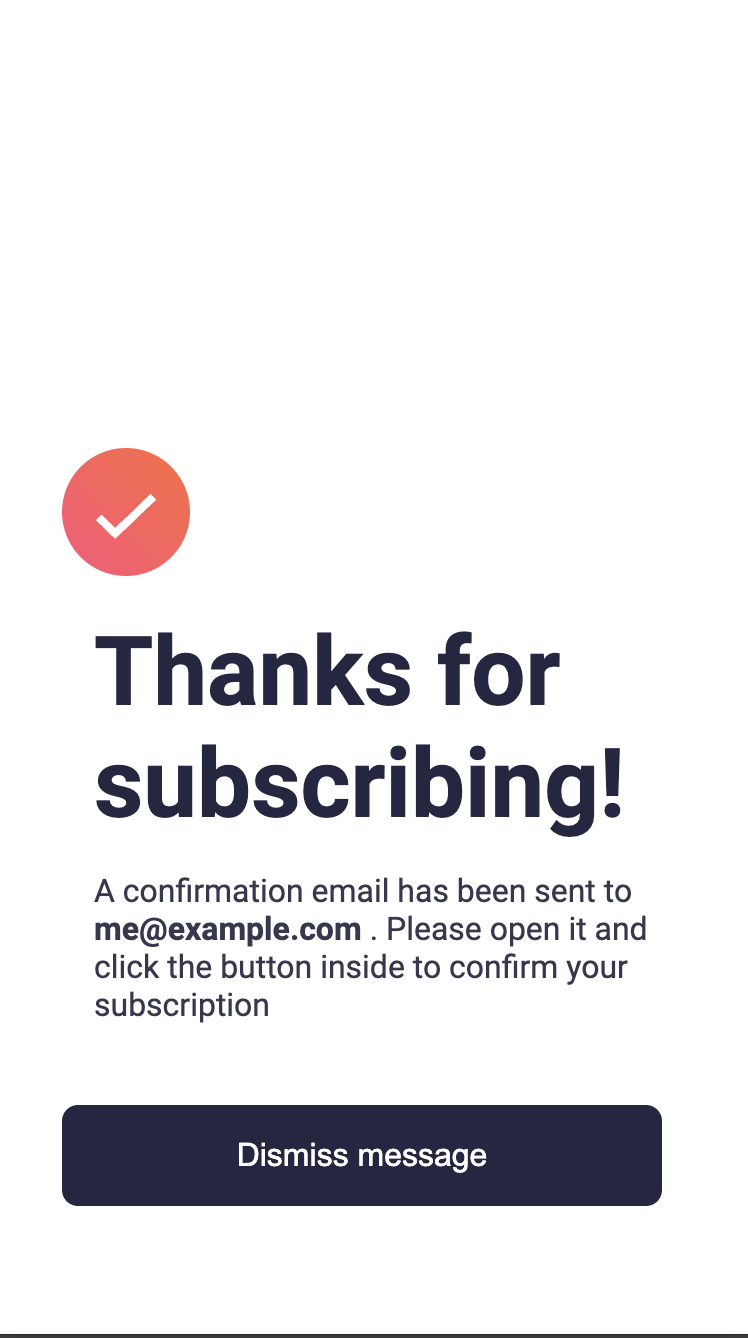 Thanks for
subscribing!
A confirmation email has been sent to
me@example.com . Please open it and
click the button inside to confirm your
subscription
Dismiss message